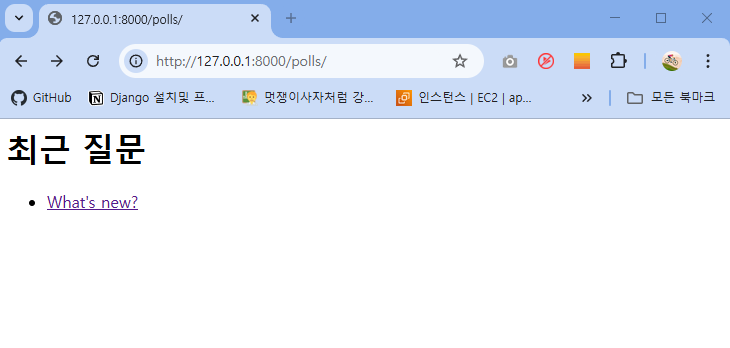 127.0.0.1:8000/polls/
http://127.0.0.1:8000/polls/
GitHub Django 설치및 프... 멋쟁이사자처럼 강... 인스턴스 | EC2 | ap... 모든 북마크
최근 질문
What's new?